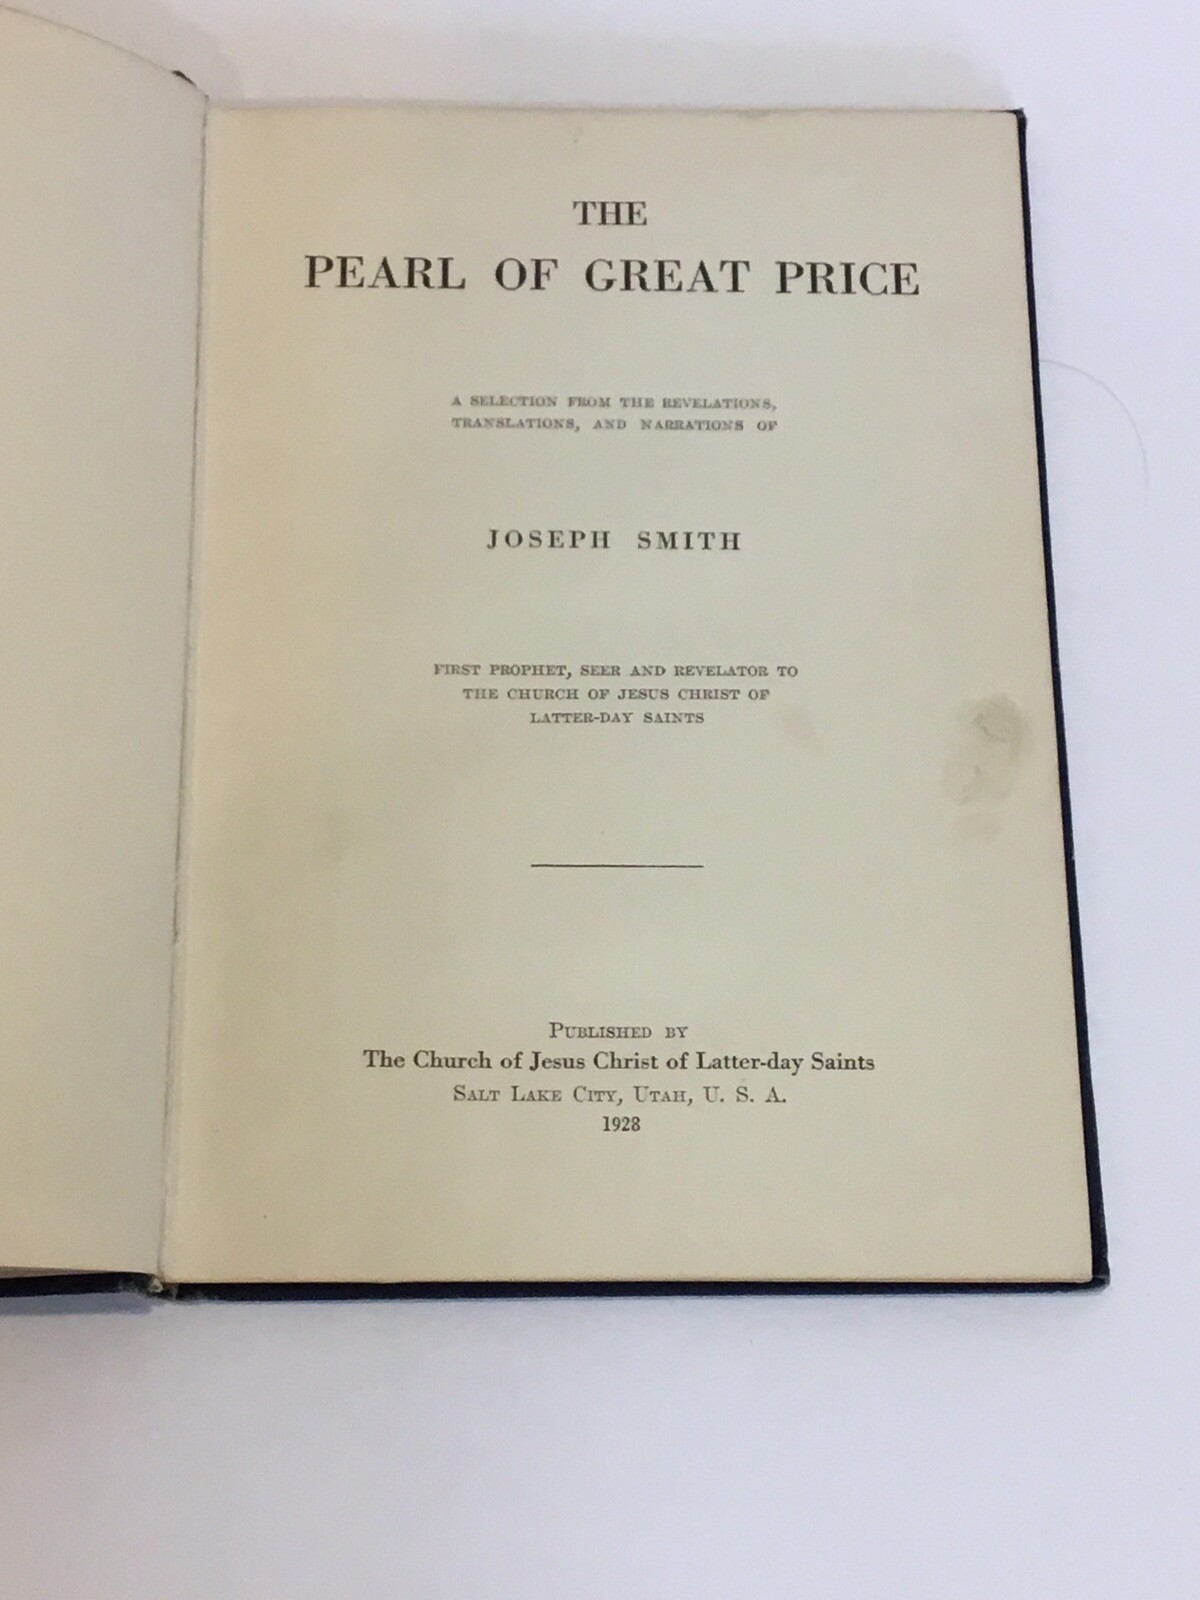 THE
PEARL OF GREAT PRICE
A SELECTION FROM THE REVELATIONS,
TRANSLATIONS, AND NARRATIONS OF
JOSEPH SMITH
FIRST PROPHET, SEER AND REVELATOR TO
THE CHURCH OF JESUS CHRIST OF
LATTER-DAY SAINTS
PUBLISHED BY
The Church of Jesus Christ of Latter-day Saints
SALT LAKE CITY, UTAH, U. S. A.
1928